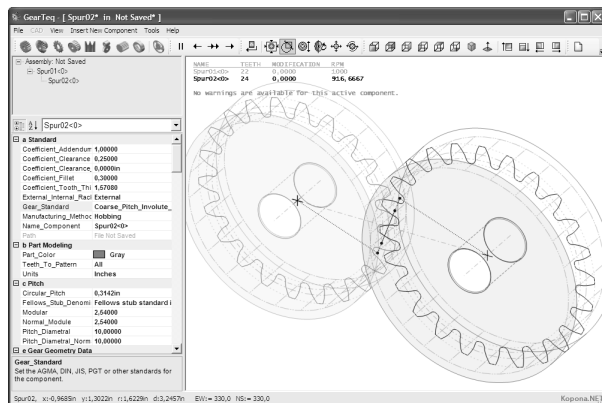 GearTeq - [ Spur02* in Not Saved* ]
File CAD View Insert New Component Tools Help
Assembly: Not Saved
Spur01<0>
Spur02<0>
NAME TEETH MODIFICATION RPM
Spur01<0> 22 0,0000 1000
Spur02<0> 24 0,0000 916,6667
No warnings are available for this active component.
Spur02<0>
a Standard
Coefficient_Addendum 1,00000
Coefficient_Clearance 0,25000
Coefficient_Clearance_ 0,0000in
Coefficient_Fillet 0,30000
Coefficient_Tooth_Thi 1,57080
External_Internal_Racl External
Gear_Standard Coarse_Pitch_Involute_
Manufacturing_Methoc Hobbing
Name_Component Spur02<0>
Path File Not Saved
b Part Modeling
Part_Color Gray
Teeth_To_Pattern All
Units Inches
c Pitch
Circular_Pitch 0,3142in
Fellows_Stub_Denomi Fellows stub standard i
Modular 2,54000
Normal_Module 2,54000
Pitch_Diametral 10,00000
Pitch_Diametral_Norm 10,00000
e Gear Geometry Data
Gear_Standard
Set the AGMA, DIN, JIS, PGT or other standards for
the component.
Spur02, x:-0,9685in y:1,3022in r:1,6229in d:3,2457in EW:= 330,0 NS:= 330,0
Kopona.NET